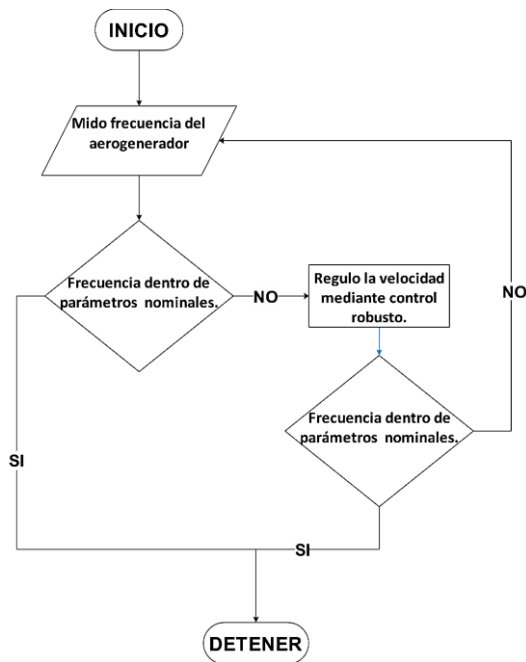 INICIO
Mido frecuencia del
aerogenerador
Frecuencia dentro de
parámetros nominales.
NO
Regulo la velocidad
mediante control
robusto.
NO
Frecuencia dentro de
parámetros nominales.
SI
SI
DETENER